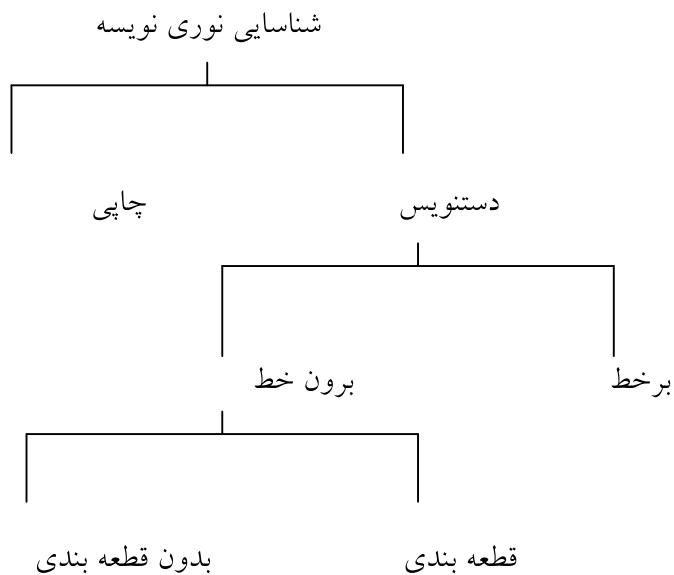 شناسایی نوری نویسه
دستنویس
چاپی
برخط
برون خط
قطعه بندی
بدون قطعه بندی